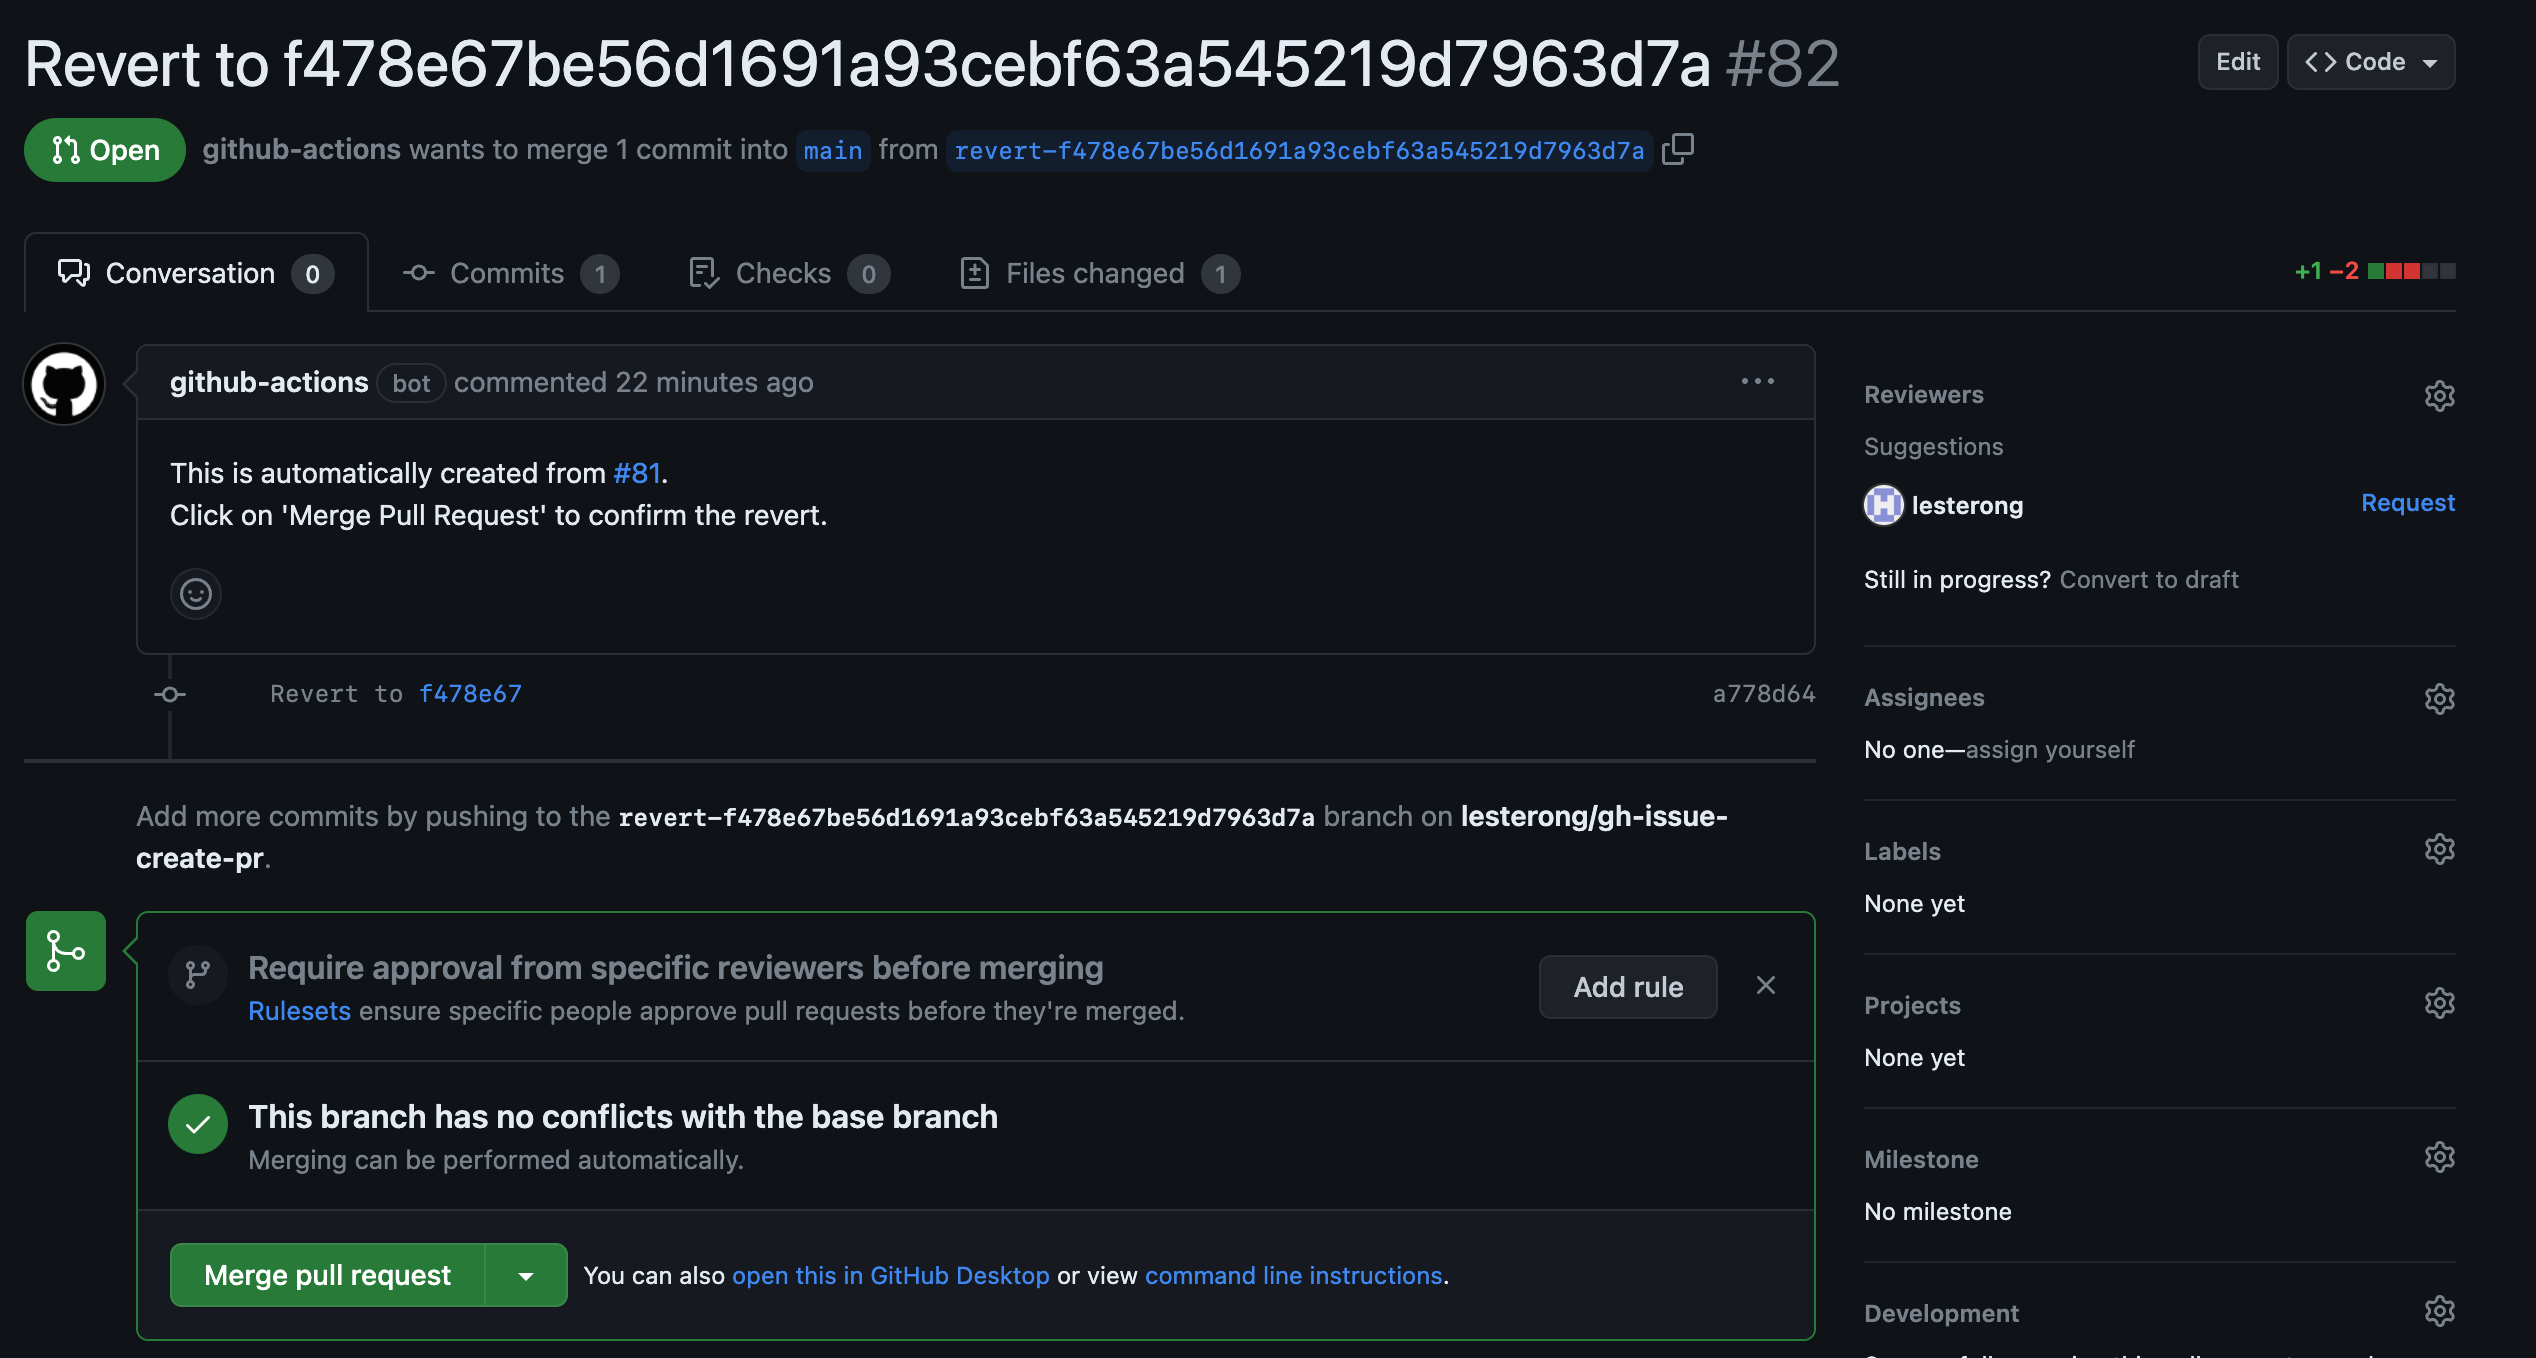 Revert to f478e67be56d1691a93cebf63a545219d7963d7a #82
Edit
<> Code
Open
github-actions wants to merge 1 commit into main from revert-f478e67be56d1691a93cebf63a545219d7963d7a
Conversation 0
Commits 1
Checks 0
Files changed 1
+1 −2
github-actions bot commented 22 minutes ago
This is automatically created from #81.
Click on 'Merge Pull Request' to confirm the revert.
Revert to f478e67
a778d64
Add more commits by pushing to the revert-f478e67be56d1691a93cebf63a545219d7963d7a branch on lesterong/gh-issue-
create-pr.
Require approval from specific reviewers before merging
Rulesets ensure specific people approve pull requests before they're merged.
Add rule
This branch has no conflicts with the base branch
Merging can be performed automatically.
Merge pull request
You can also open this in GitHub Desktop or view command line instructions.
Reviewers
Suggestions
lesterong
Request
Still in progress? Convert to draft
Assignees
No one—assign yourself
Labels
None yet
Projects
None yet
Milestone
No milestone
Development